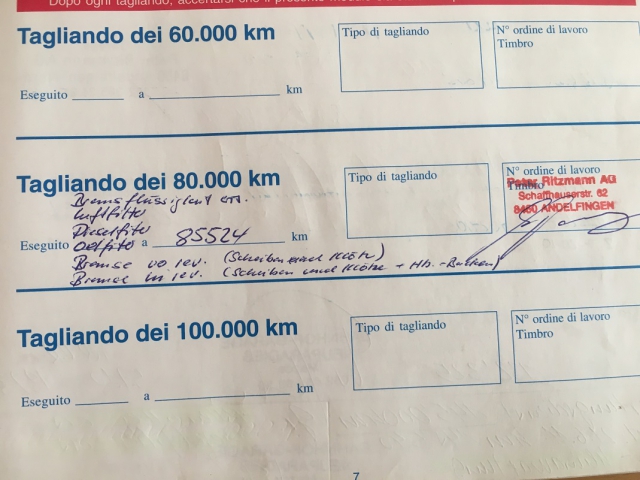 Dopo ogni tagliando, accertarsi che il presente
Tagliando dei 60.000 km
Tipo di tagliando
N° ordine di lavoro
Timbro
Eseguito a km
Tagliando dei 80.000 km
Tipo di tagliando
N° ordine di lavoro
Timbro
Peter Ritzmann AG
Schaffhauserstr. 62
8450 ANDELFINGEN
Bremsflüssigkeit ern.
Luftfilter
Dieselfilter
Oelfilter
Eseguito a 85524 km
Bremse vo rev. (Scheiben und Klötze)
Bremse hi rev. (Scheiben und Klötze + Hb.-Backen)
Tagliando dei 100.000 km
Tipo di tagliando
N° ordine di lavoro
Timbro
Eseguito a km
7